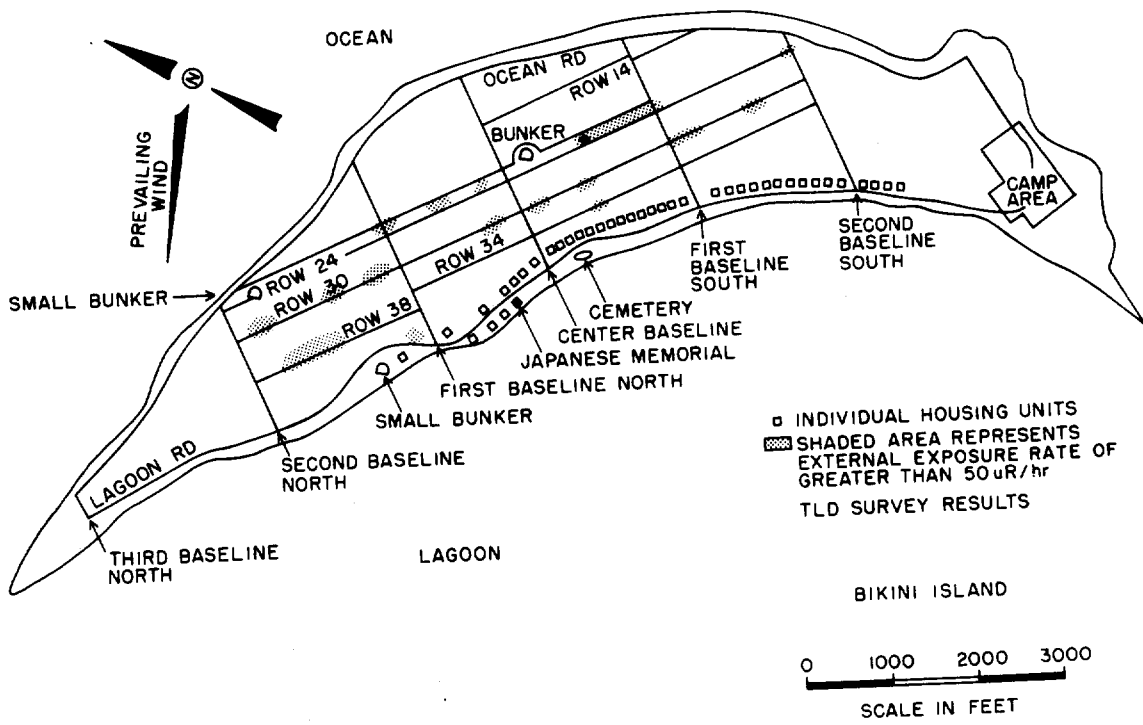 OCEAN
N
PREVAILING
WIND
OCEAN RD
ROW 14
BUNKER
CAMP
AREA
ROW 24
ROW 30
ROW 34
ROW 38
SMALL BUNKER
SECOND
BASELINE
SOUTH
FIRST
BASELINE
SOUTH
CEMETERY
CENTER BASELINE
JAPANESE MEMORIAL
FIRST BASELINE NORTH
SMALL BUNKER
SECOND BASELINE
NORTH
LAGOON RD
THIRD BASELINE
NORTH
LAGOON
INDIVIDUAL HOUSING UNITS
SHADED AREA REPRESENTS
EXTERNAL EXPOSURE RATE OF
GREATER THAN 50uR/hr
TLD SURVEY RESULTS
BIKINI ISLAND
0 1000 2000 3000
SCALE IN FEET